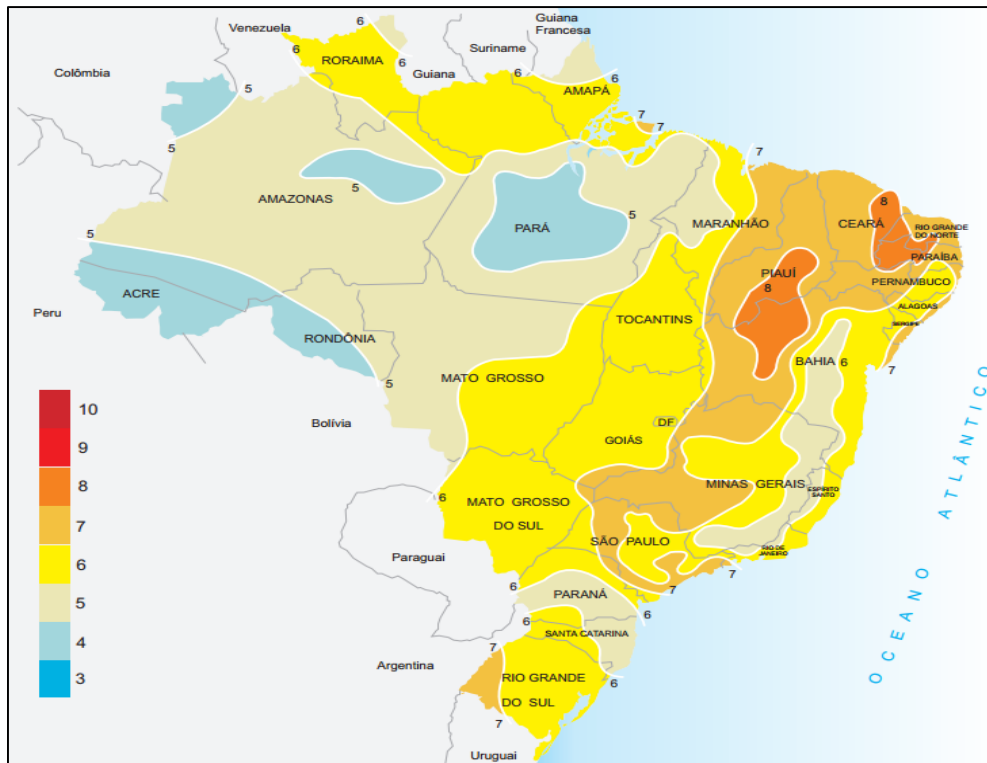 Guiana
Francesa
Venezuela
6
Suriname
6
RORAIMA
6
Guiana
6
6
Colômbia
5
AMAPÁ
7
7
5
7
5
AMAZONAS
8
CEARÁ
RIO GRANDE
DO NORTE
5
PARÁ
MARANHÃO
5
PARAÍBA
PIAUÍ
8
PERNAMBUCO
ACRE
ALAGOAS
Peru
TOCANTINS
SERGIPE
RONDÔNIA
BAHIA
6
7
MATO GROSSO
5
10
Bolívia
DF
9
GOIÁS
8
MINAS GERAIS
ESPÍRITO
SANTO
6
MATO GROSSO
DO SUL
7
SÃO PAULO
RIO DE
JANEIRO
6
Paraguai
7
6
7
5
PARANÁ
6
6
SANTA CATARINA
4
7
Argentina
RIO GRANDE
DO SUL
6
3
7
Uruguai
OCEANO ATLÂNTICO